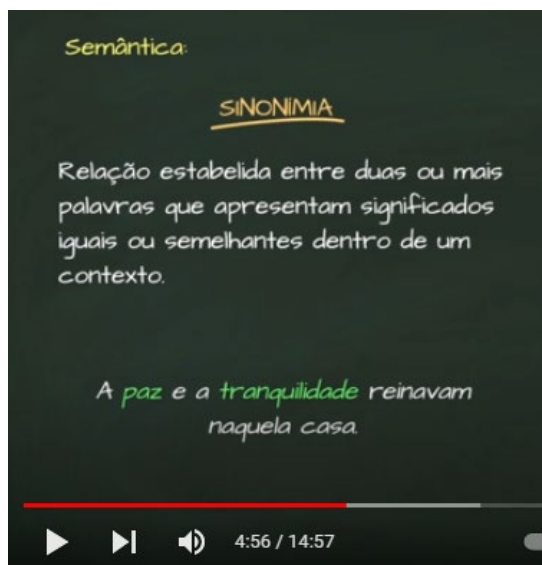 Semântica:
SINONÍMIA
Relação estabelida entre duas ou mais
palavras que apresentam significados
iguais ou semelhantes dentro de um
contexto.
A paz e a tranquilidade reinavam
naquela casa.
4:56 / 14:57